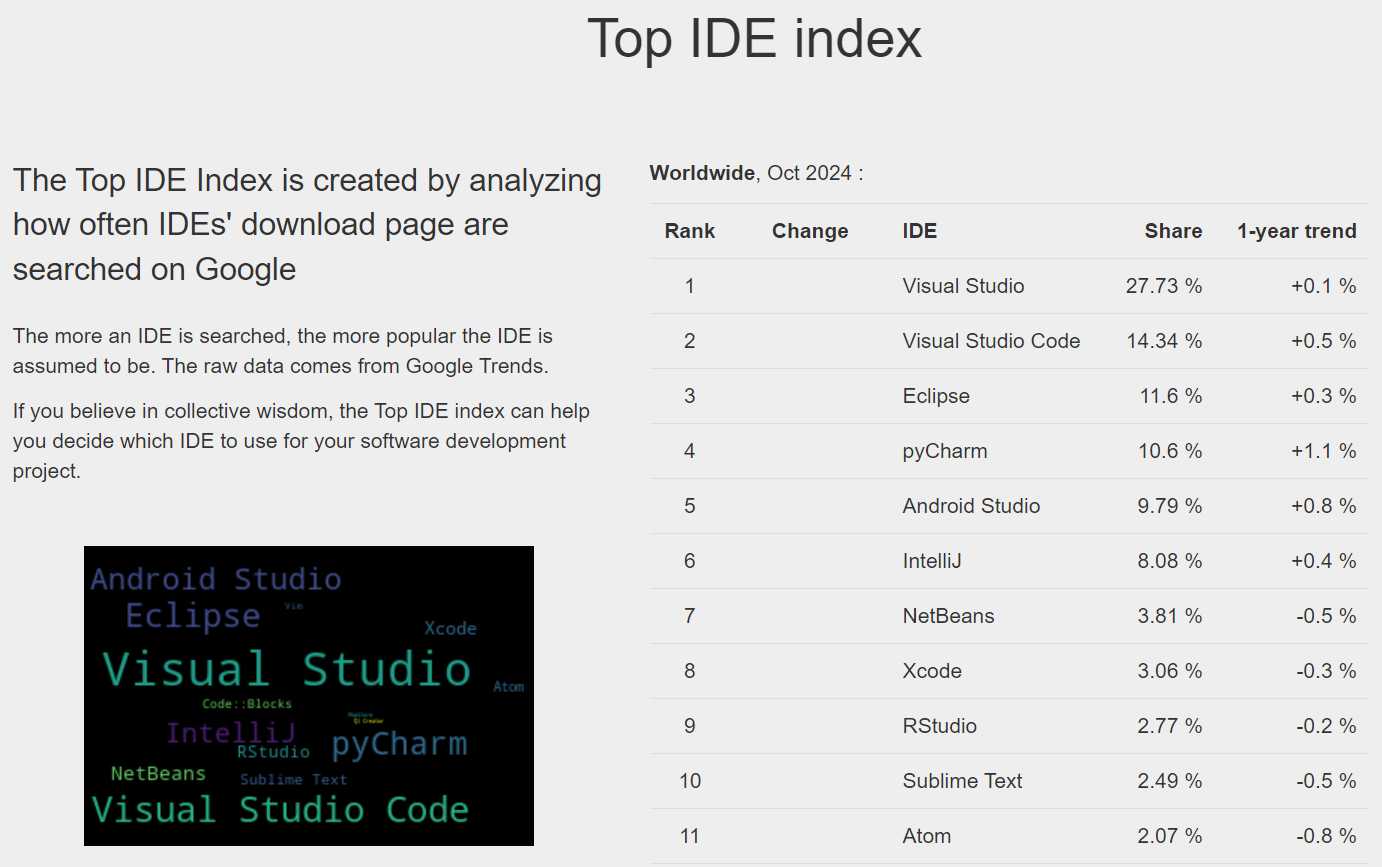 Top IDE index
The Top IDE Index is created by analyzing
how often IDEs' download page are
searched on Google
The more an IDE is searched, the more popular the IDE is
assumed to be. The raw data comes from Google Trends.
If you believe in collective wisdom, the Top IDE index can help
you decide which IDE to use for your software development
project.
Android Studio
Eclipse
Vim
Xcode
Visual Studio
Atom
Code::Blocks
PhpStorm
Qt Creator
IntelliJ
RStudio
pyCharm
NetBeans
Sublime Text
Visual Studio Code
Worldwide, Oct 2024 :
Rank Change IDE Share 1-year trend
1 Visual Studio 27.73 % +0.1 %
2 Visual Studio Code 14.34 % +0.5 %
3 Eclipse 11.6 % +0.3 %
4 pyCharm 10.6 % +1.1 %
5 Android Studio 9.79 % +0.8 %
6 IntelliJ 8.08 % +0.4 %
7 NetBeans 3.81 % -0.5 %
8 Xcode 3.06 % -0.3 %
9 RStudio 2.77 % -0.2 %
10 Sublime Text 2.49 % -0.5 %
11 Atom 2.07 % -0.8 %